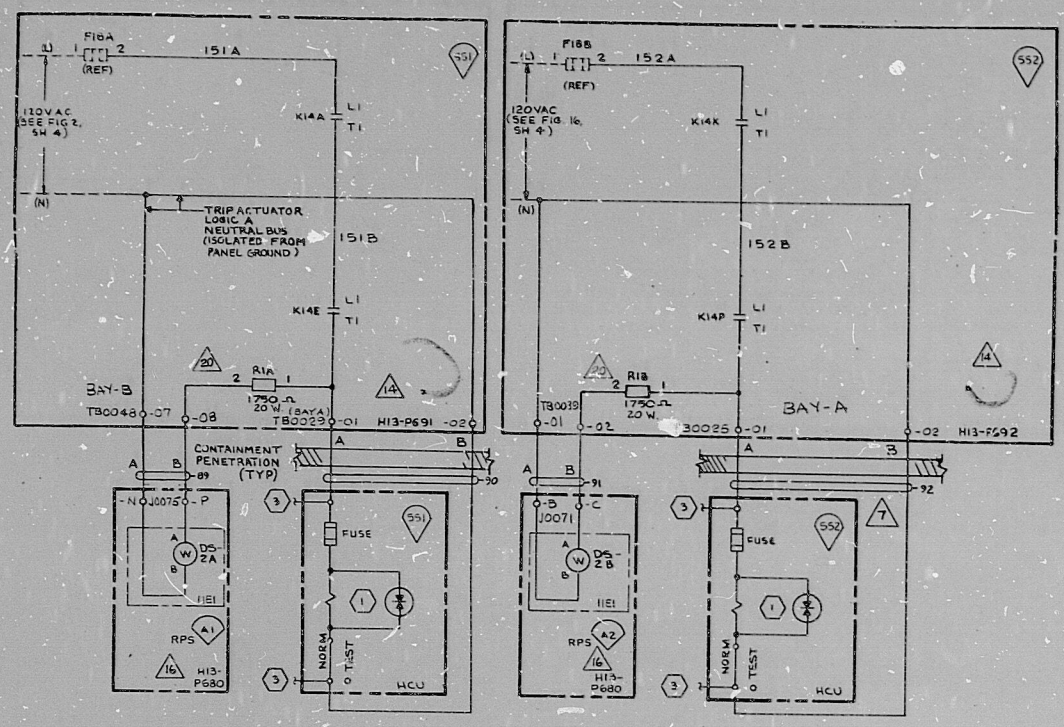 F18A
(L) 1 2 151A
(REF)
SS1
120VAC
(SEE FIG 2,
SH 4)
K14A L1
T1
(N)
TRIP ACTUATOR
LOGIC A
NEUTRAL BUS
(ISOLATED FROM
PANEL GROUND)
151B
K14E L1
T1
20
R1A
2 1
1750 Ω
20 W. (BAY A)
14
BAY-B
TB0048 -07 -08
TB0029 -01 H13-P691 -02
CONTAINMENT
PENETRATION
(TYP)
A B
A B
89
90
-N J0075 -P
A
W DS-
2A
B
11E1
RPS A1
16 H13-
P680
3
SS1
FUSE
1
NORM
TEST
3
HCU
F18B
(L) 1 2 152A
(REF)
SS2
120VAC
(SEE FIG. 16,
SH 4)
K14K L1
T1
(N)
152B
K14P L1
T1
20
R1B
2 1
1750 Ω
20 W.
14
BAY-A
TB0039
-01 -02
B0025 -01 -02 H13-P692
A B
A B
91
92
7
-B -C
J0071
A
W DS-
2B
B
11E1
RPS A2
16 H13-
P680
3
SS2
FUSE
1
NORM
TEST
3
HCU